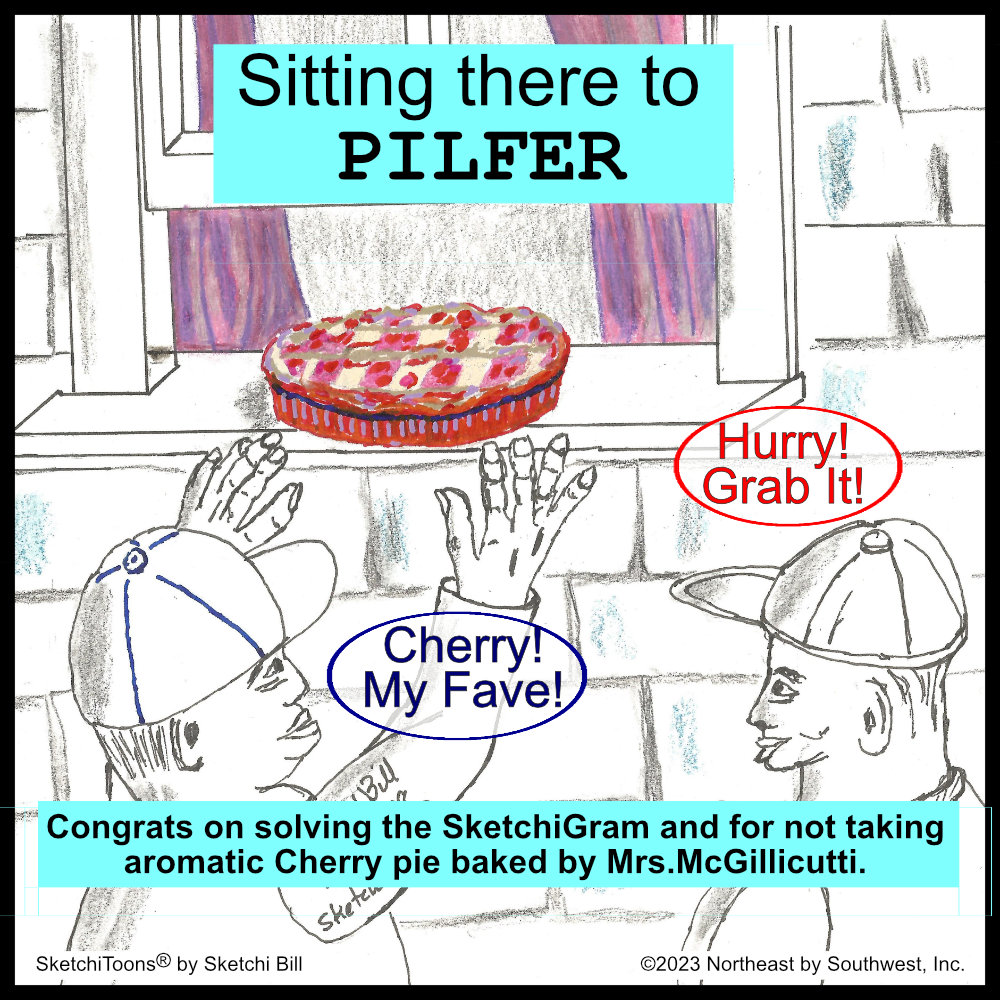 Sitting there to
PILFER
Hurry!
Grab It!
Cherry!
My Fave!
Bill
Congrats on solving the SketchiGram and for not taking
aromatic Cherry pie baked by Mrs.McGillicutti.
SketchiToons® by Sketchi Bill
©2023 Northeast by Southwest, Inc.